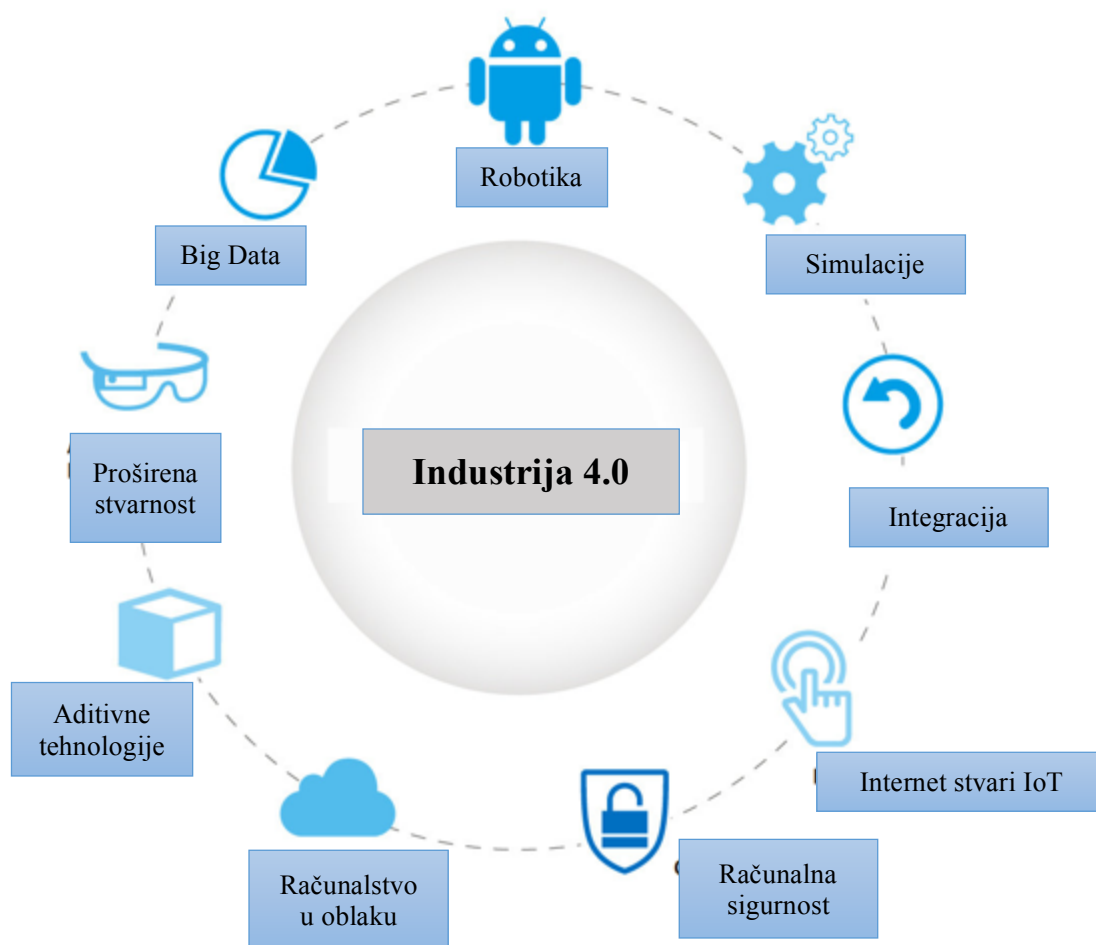 Robotika
Big Data
Simulacije
Industrija 4.0
Proširena
stvarnost
Integracija
Aditivne
tehnologije
Internet stvari IoT
Računalstvo
u oblaku
Računalna
sigurnost